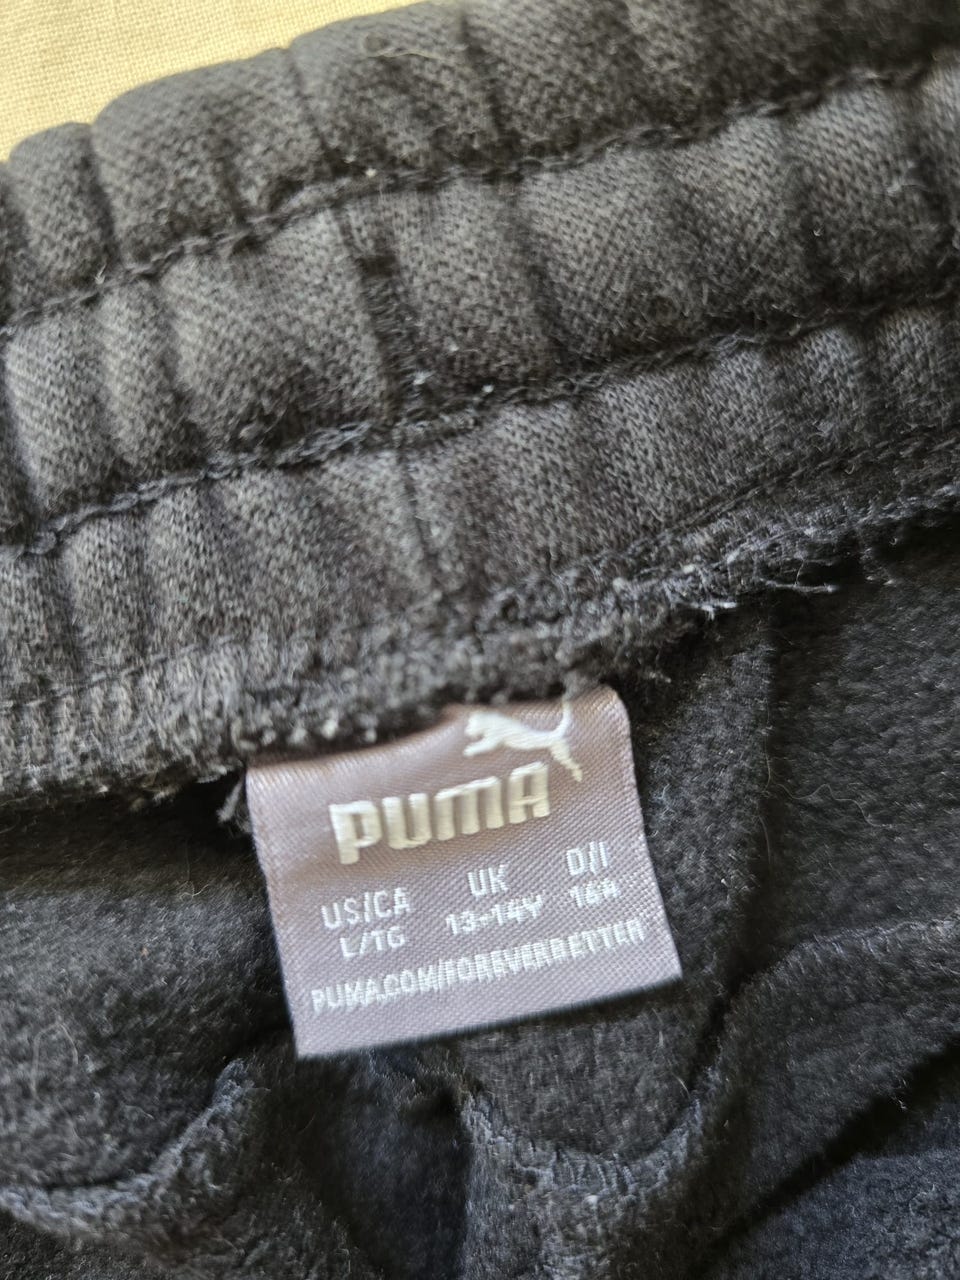 PUMA
US/CA UK D/I
L/TG 13-14Y 164
PUMA.COM/FOREVERBETTER